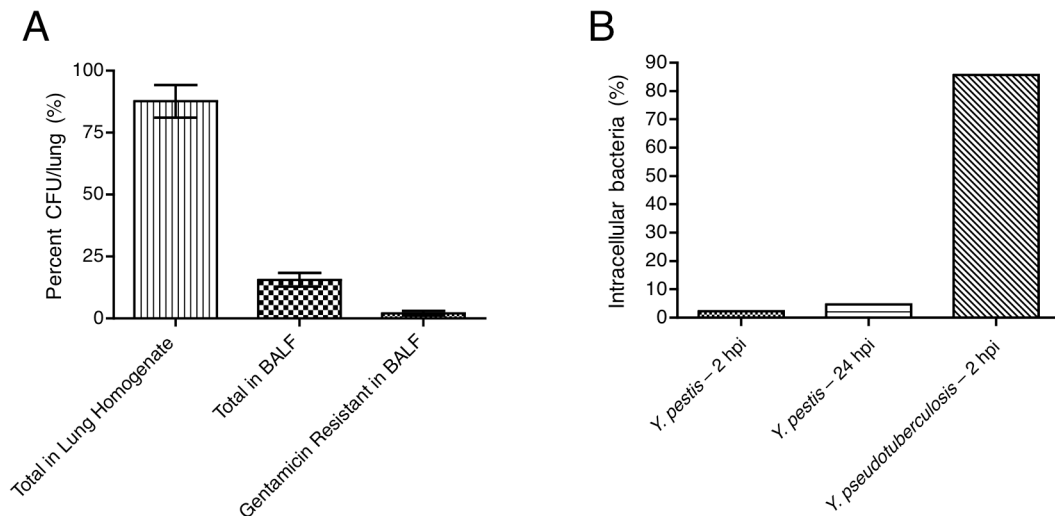 A
Percent CFU/lung (%)
100
75
50
25
0
Total in Lung Homogenate
Total in BALF
Gentamicin Resistant in BALF
B
Intracellular bacteria (%)
90
80
70
60
50
40
30
20
10
0
Y. pestis – 2 hpi
Y. pestis – 24 hpi
Y. pseudotuberculosis – 2 hpi